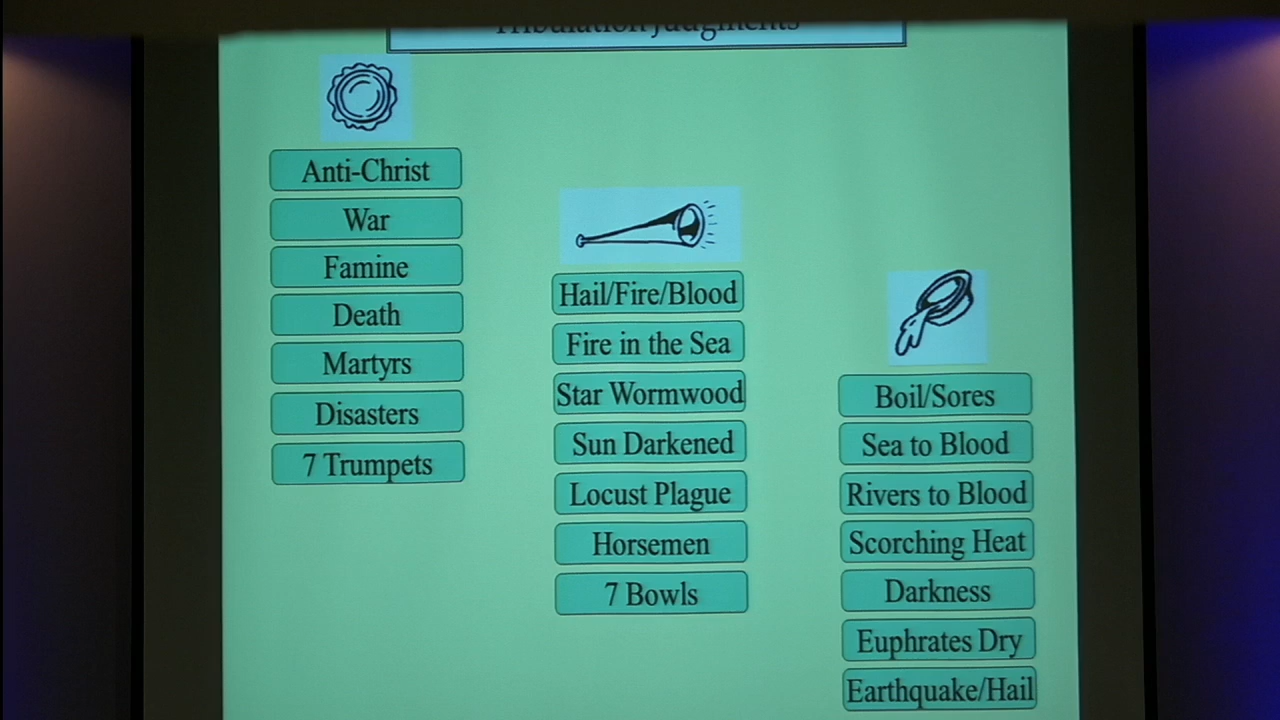 Tribulation Judgments
Anti-Christ
War
Famine
Death
Martyrs
Disasters
7 Trumpets
Hail/Fire/Blood
Fire in the Sea
Star Wormwood
Sun Darkened
Locust Plague
Horsemen
7 Bowls
Boil/Sores
Sea to Blood
Rivers to Blood
Scorching Heat
Darkness
Euphrates Dry
Earthquake/Hail